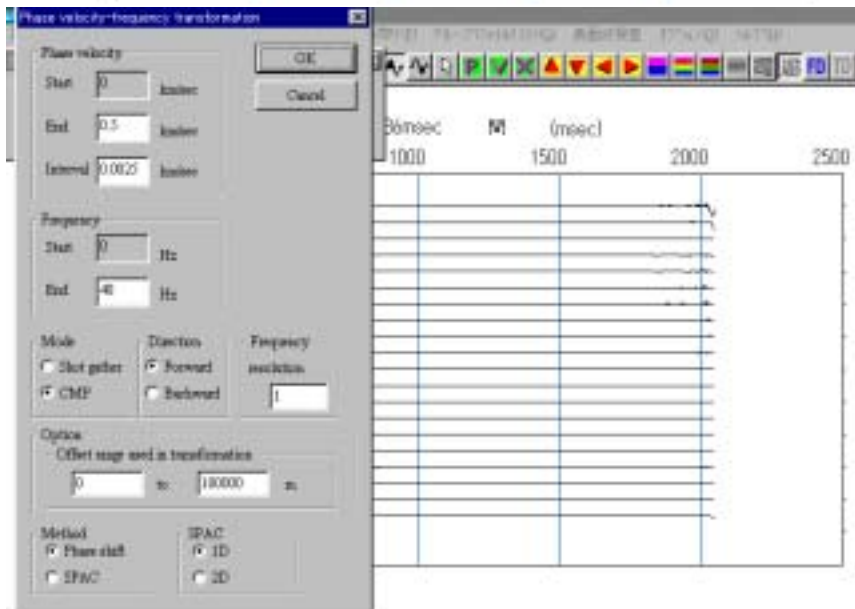 Phase velocity-frequency transformation
Phase velocity
Start 0 km/sec
End 0.5 km/sec
Interval 0.0025 km/sec
OK
Cancel
Frequency
Start 0 Hz
End 40 Hz
Mode
Shot gather
CMP
Direction
Forward
Backward
Frequency
resolution
1
Option
Offset range used in transformation
0 to 100000 m
Method
Phase shift
SPAC
SPAC
1D
2D
FD TD
msec (msec)
1000 1500 2000 2500